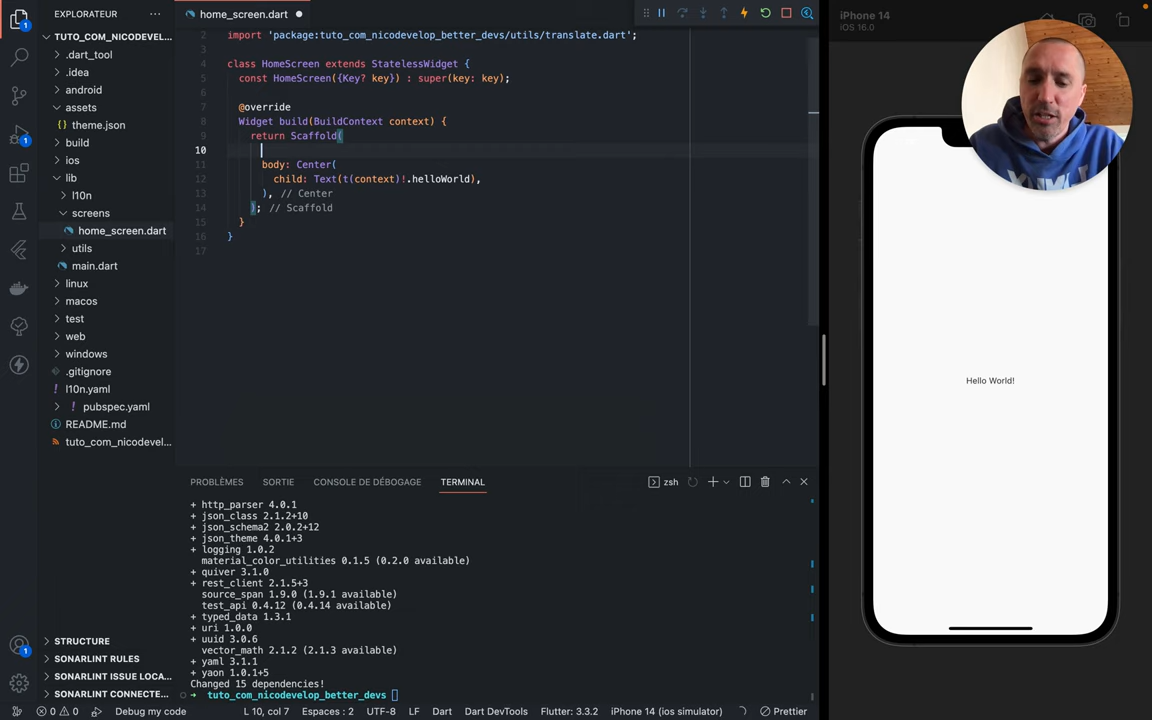 EXPLORATEUR
TUTO_COM_NICODEVEL...
.dart_tool
.idea
android
assets
theme.json
build
ios
lib
l10n
screens
home_screen.dart
utils
main.dart
linux
macos
test
web
windows
.gitignore
l10n.yaml
! pubspec.yaml
README.md
tuto_com_nicodevel...
STRUCTURE
SONARLINT RULES
SONARLINT ISSUE LOCA...
SONARLINT CONNECTE...
home_screen.dart
2 import 'package:tuto_com_nicodevelop_better_devs/utils/translate.dart';
3
4 class HomeScreen extends StatelessWidget {
5 const HomeScreen({Key? key}) : super(key: key);
6
7 @override
8 Widget build(BuildContext context) {
9 return Scaffold(
10
11 body: Center(
12 child: Text(t(context)!.helloWorld),
13 ), // Center
14 ); // Scaffold
15 }
16 }
17
PROBLÈMES SORTIE CONSOLE DE DÉBOGAGE TERMINAL zsh
+ http_parser 4.0.1
+ json_class 2.1.2+10
+ json_schema2 2.0.2+12
+ json_theme 4.0.1+3
+ logging 1.0.2
material_color_utilities 0.1.5 (0.2.0 available)
+ quiver 3.1.0
+ rest_client 2.1.5+3
source_span 1.9.0 (1.9.1 available)
test_api 0.4.12 (0.4.14 available)
+ typed_data 1.3.1
+ uri 1.0.0
+ uuid 3.0.6
vector_math 2.1.2 (2.1.3 available)
+ yaml 3.1.1
+ yaon 1.0.1+5
Changed 15 dependencies!
tuto_com_nicodevelop_better_devs
0 0 Debug my code L 10, col 7 Espaces : 2 UTF-8 LF Dart Dart DevTools Flutter: 3.3.2 iPhone 14 (ios simulator) Prettier
iPhone 14
iOS 16.0
Hello World!
1
1
1